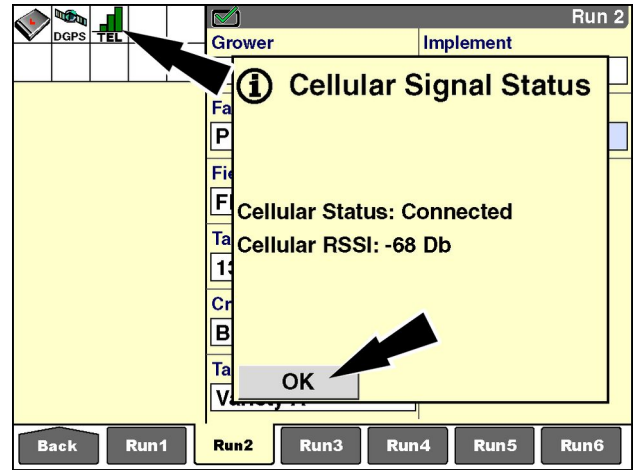 DGPS
TEL
Run 2
Grower
Implement
Cellular Signal Status
Cellular Status: Connected
Cellular RSSI: -68 Db
OK
Back
Run1
Run2
Run3
Run4
Run5
Run6